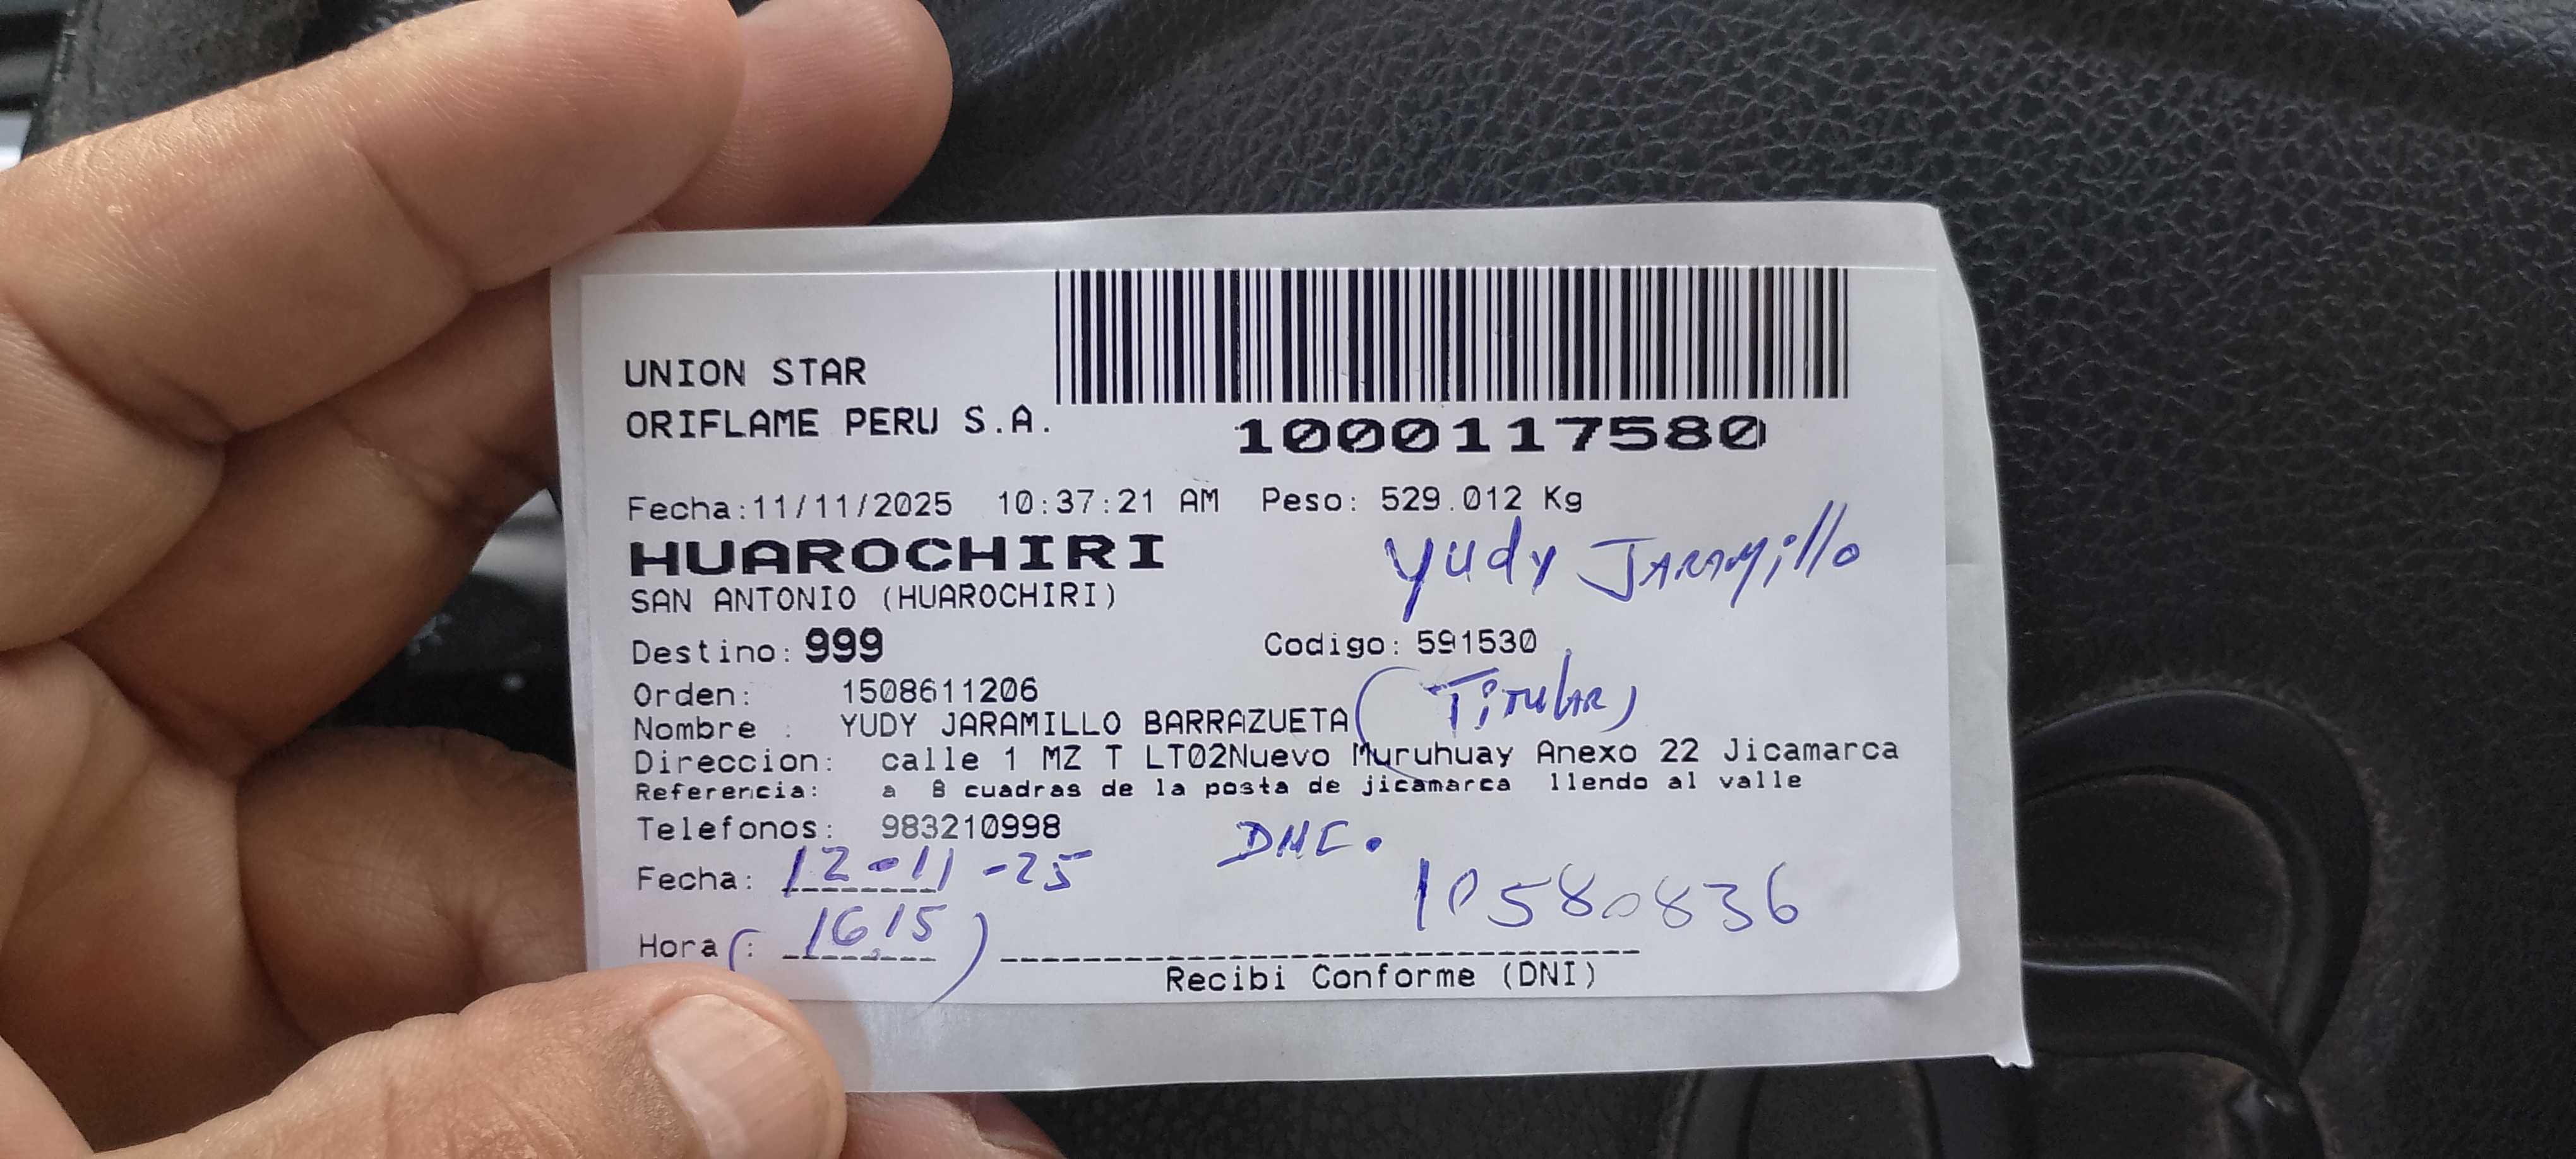 UNION STAR
ORIFLAME PERU S.A.
1000117580
Fecha:11/11/2025 10:37:21 AM Peso: 529.012 Kg
HUAROCHIRI
Yudy JARAMillo
SAN ANTONIO (HUAROCHIRI)
Destino: 999 Codigo: 591530
Orden: 1508611206
(TiTulAR)
Nombre : YUDY JARAMILLO BARRAZUETA
Direccion: calle 1 MZ T LT02Nuevo Muruhuay Anexo 22 Jicamarca
Referencia: a 8 cuadras de la posta de jicamarca llendo al valle
Telefonos: 983210998
DNI.
Fecha: 12-11-25
10580836
Hora (: 16.15)
Recibi Conforme (DNI)